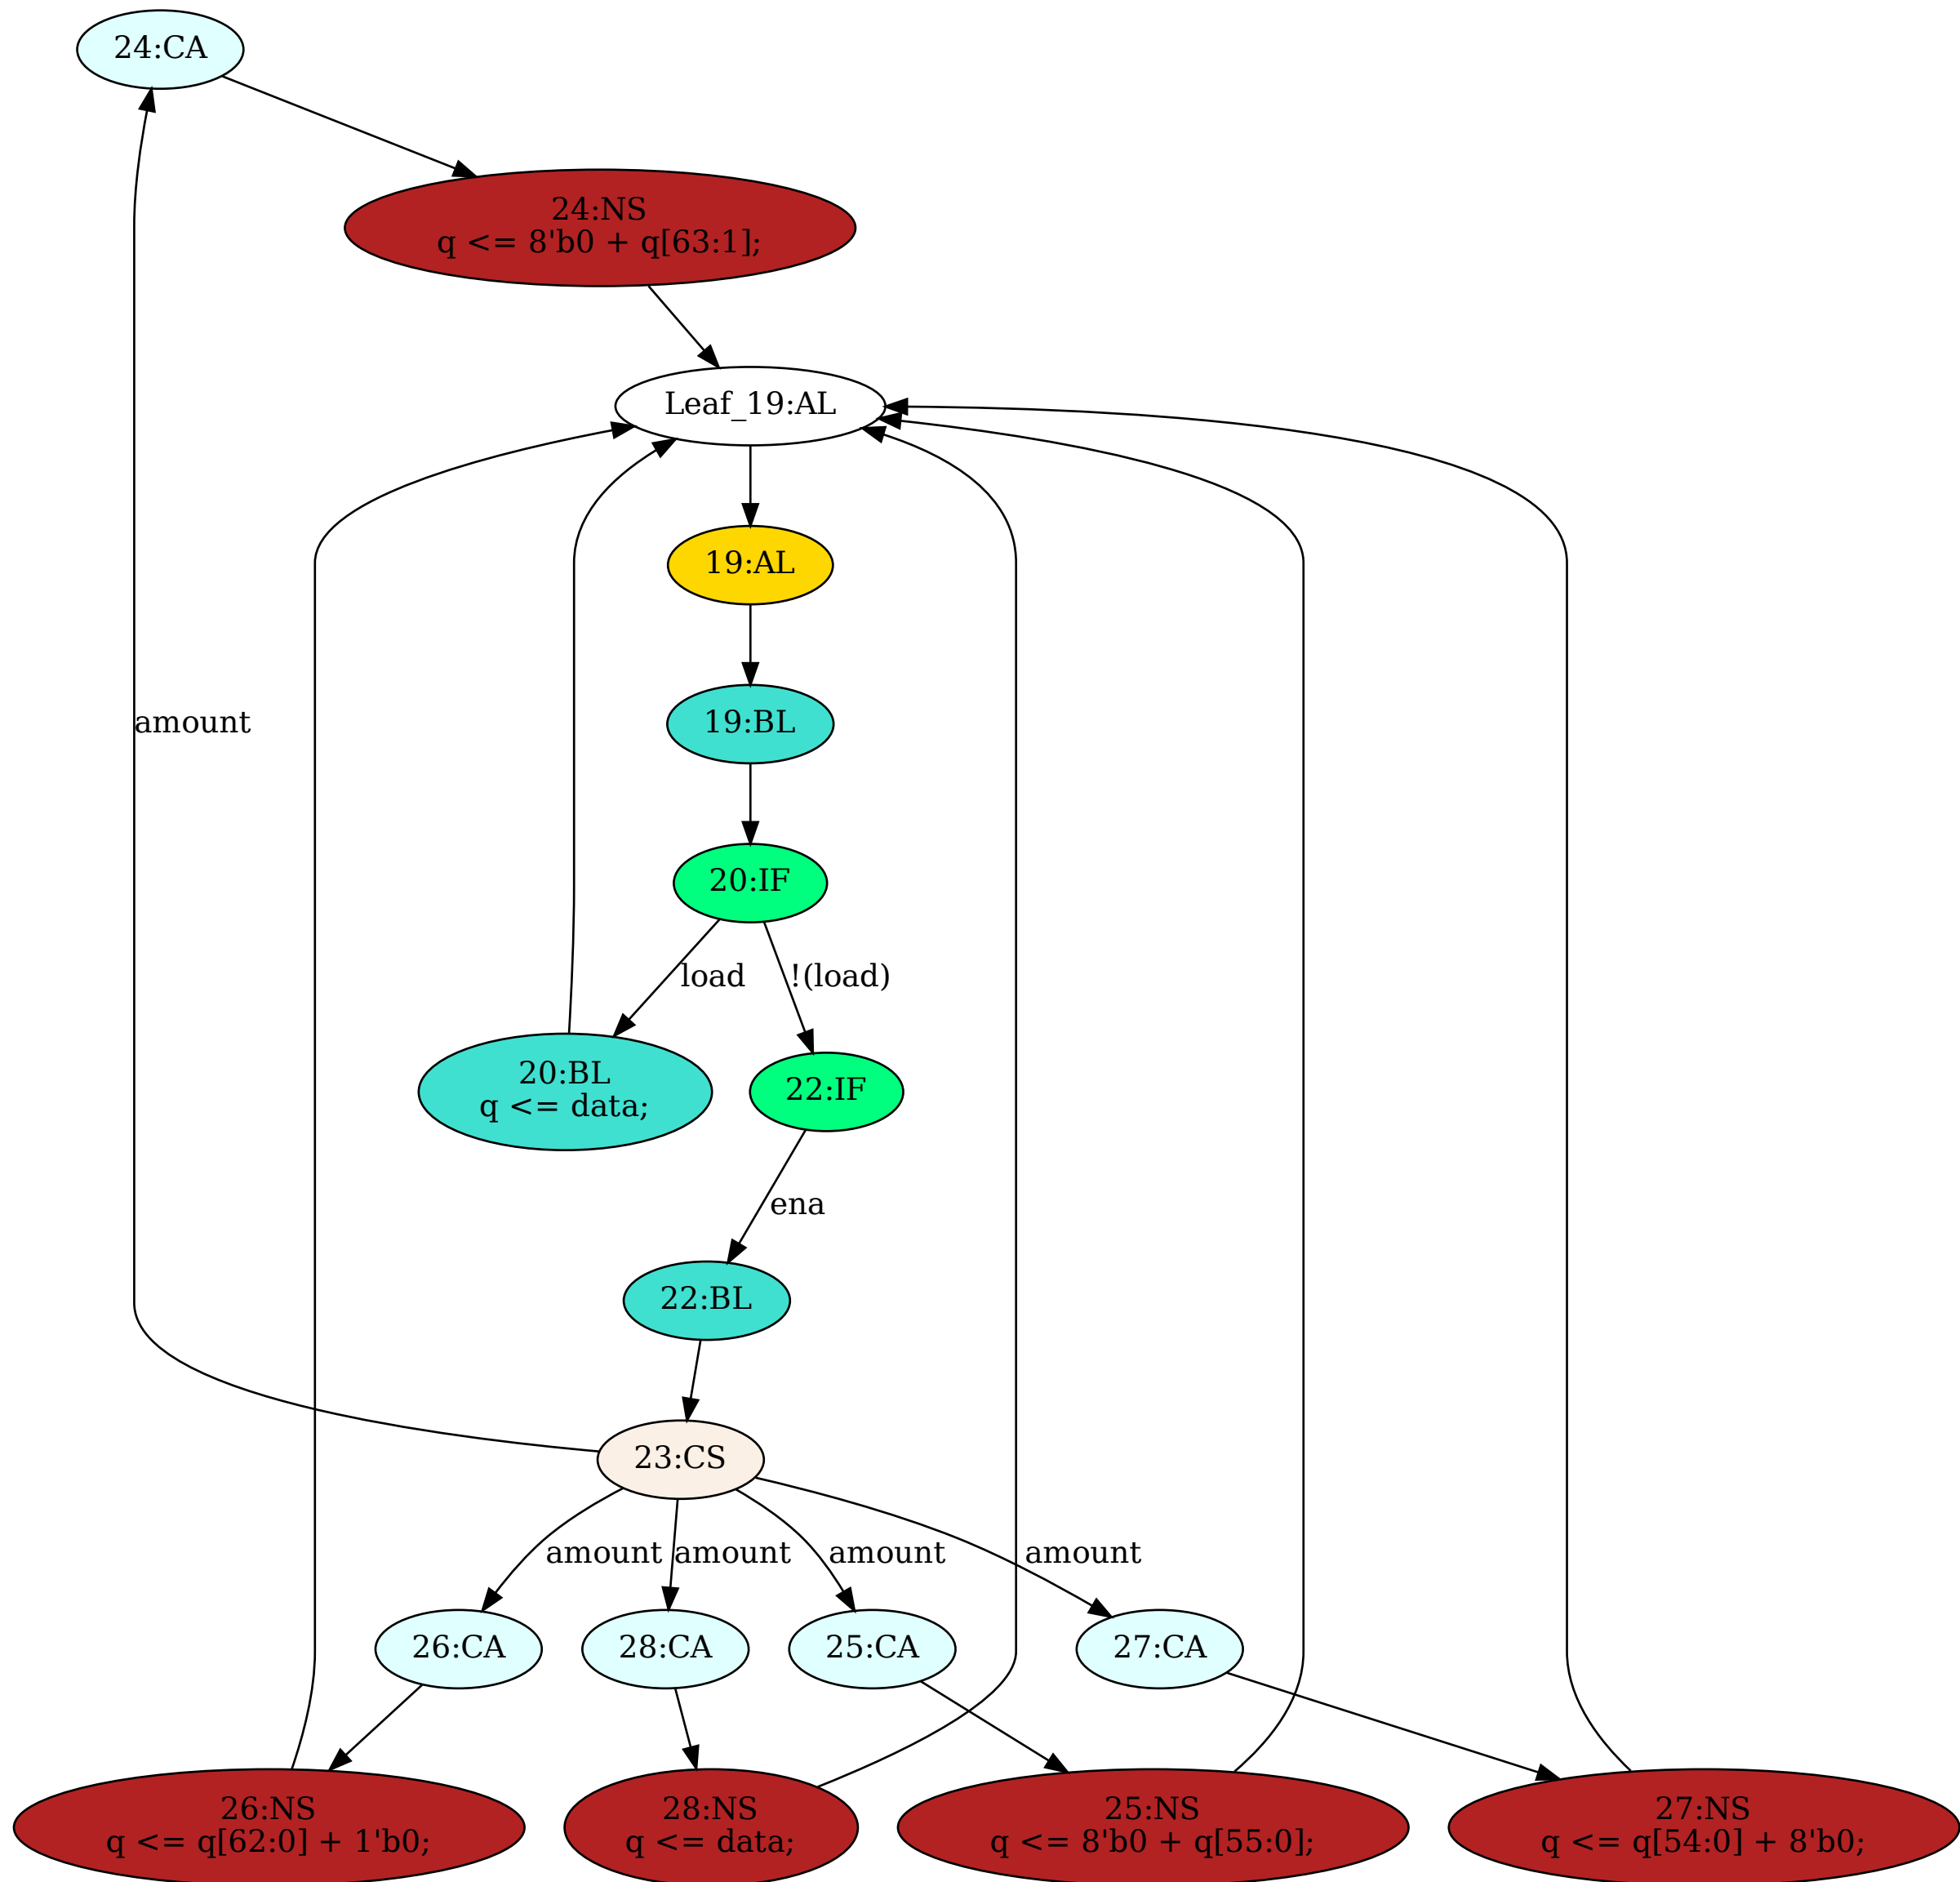 24:CA
24:NS
q <= 8'b0 + q[63:1];
Leaf_19:AL
19:AL
amount
19:BL
20:IF
load
!(load)
20:BL
q <= data;
22:IF
ena
22:BL
23:CS
amount
amount
amount
amount
26:CA
28:CA
25:CA
27:CA
26:NS
q <= q[62:0] + 1'b0;
28:NS
q <= data;
25:NS
q <= 8'b0 + q[55:0];
27:NS
q <= q[54:0] + 8'b0;